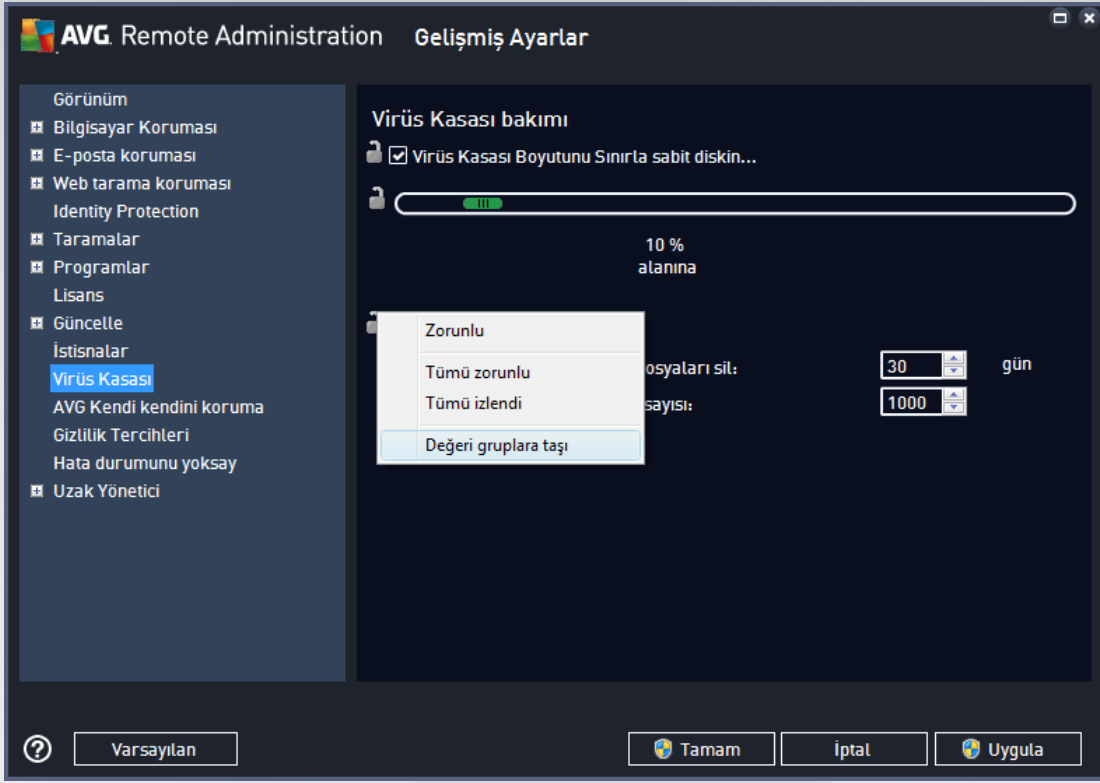 AVG. Remote Administration Gelişmiş Ayarlar
Görünüm
Bilgisayar Koruması
E-posta koruması
Web tarama koruması
Identity Protection
Taramalar
Programlar
Lisans
Güncelle
İstisnalar
Virüs Kasası
AVG Kendi kendini koruma
Gizlilik Tercihleri
Hata durumunu yoksay
Uzak Yönetici
Virüs Kasası bakımı
Virüs Kasası Boyutunu Sınırla sabit diskin...
10 %
alanına
Zorunlu
Tümü zorunlu
Tümü izlendi
Değeri gruplara taşı
osyaları sil: 30 gün
sayısı: 1000
Varsayılan Tamam İptal Uygula